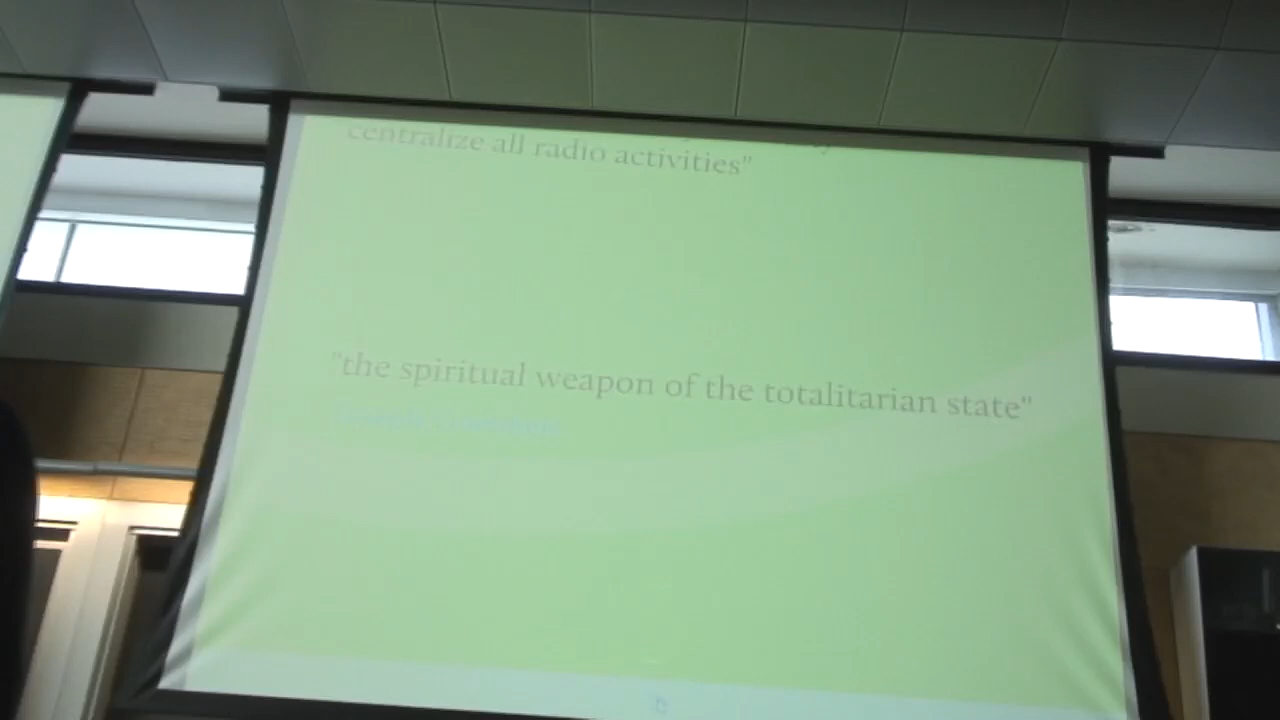 centralize all radio activities"
"the spiritual weapon of the totalitarian state"